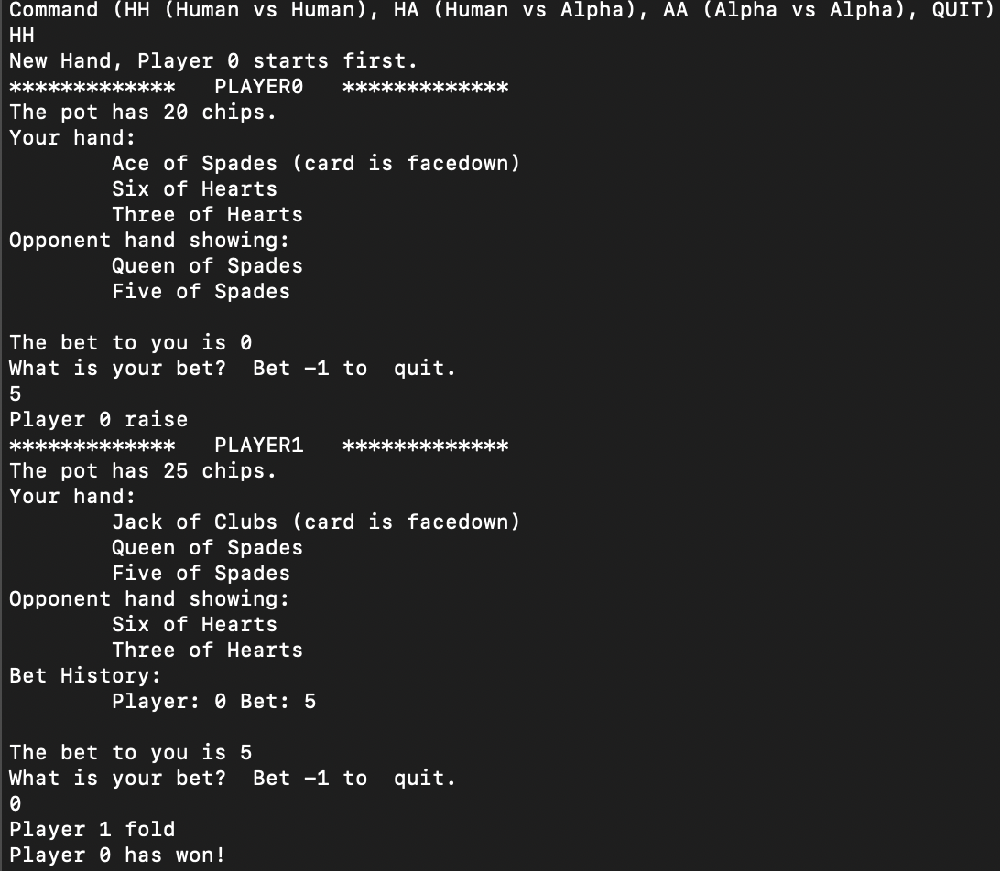 Command (HH (Human vs Human), HA (Human vs Alpha), AA (Alpha vs Alpha), QUIT)
HH
New Hand, Player 0 starts first.
*************   PLAYER0   *************
The pot has 20 chips.
Your hand:
        Ace of Spades (card is facedown)
        Six of Hearts
        Three of Hearts
Opponent hand showing:
        Queen of Spades
        Five of Spades

The bet to you is 0
What is your bet?  Bet -1 to  quit.
5
Player 0 raise
*************   PLAYER1   *************
The pot has 25 chips.
Your hand:
        Jack of Clubs (card is facedown)
        Queen of Spades
        Five of Spades
Opponent hand showing:
        Six of Hearts
        Three of Hearts
Bet History:
        Player: 0 Bet: 5

The bet to you is 5
What is your bet?  Bet -1 to  quit.
0
Player 1 fold
Player 0 has won!